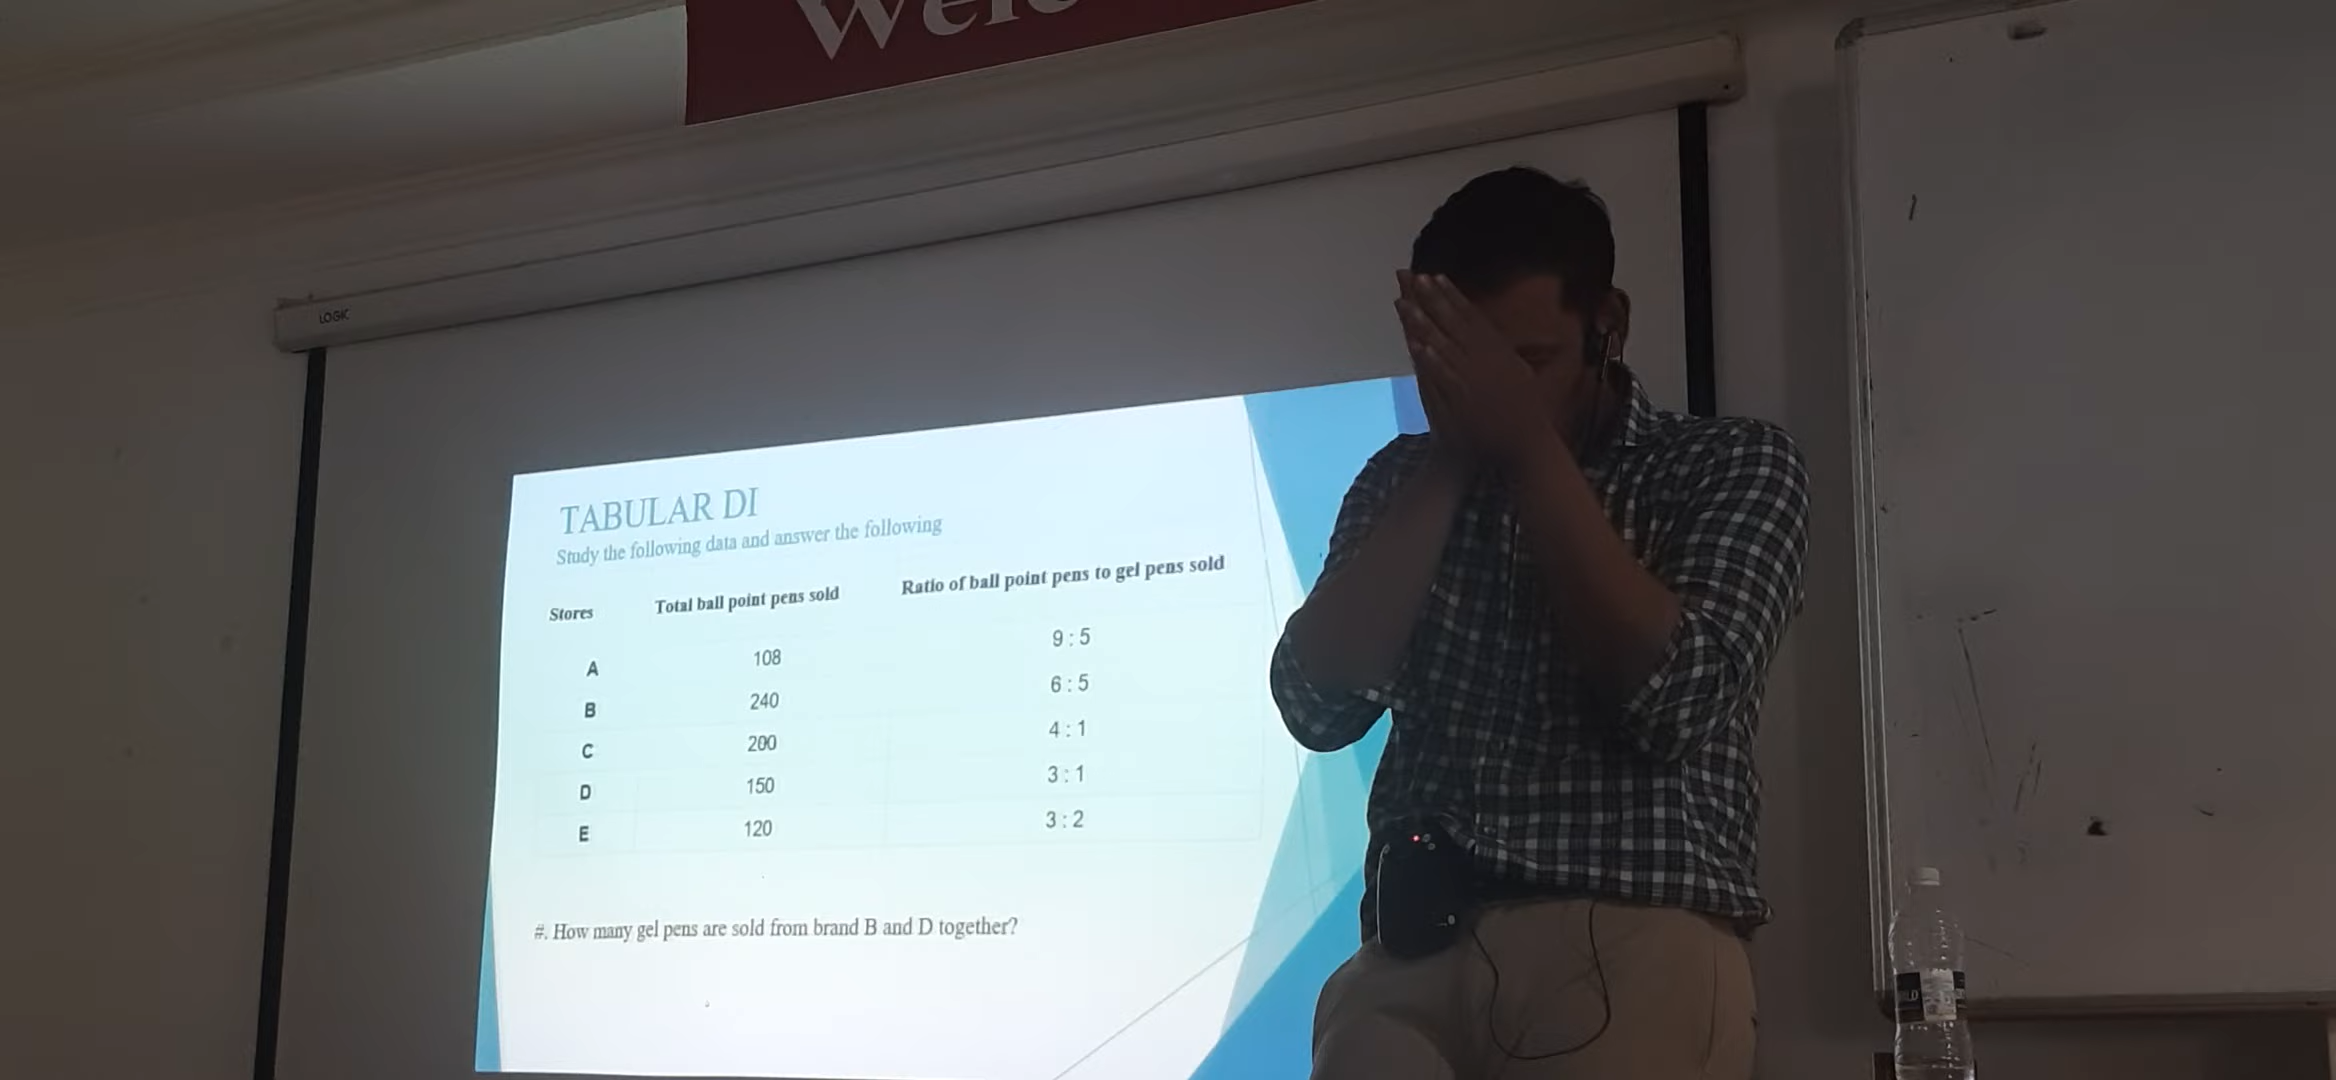 LOGIC
TABULAR DI
Study the following data and answer the following
Stores Total ball point pens sold Ratio of ball point pens to gel pens sold
A 108 9 : 5
B 240 6 : 5
C 200 4 : 1
D 150 3 : 1
E 120 3 : 2
#. How many gel pens are sold from brand B and D together?